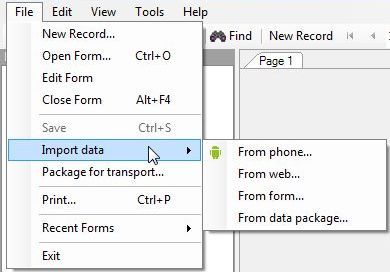 File Edit View Tools Help
Find New Record
Page 1
New Record...
Open Form... Ctrl+O
Edit Form
Close Form Alt+F4
Save Ctrl+S
Import data
Package for transport...
Print... Ctrl+P
Recent Forms
Exit
From phone...
From web...
From form...
From data package...